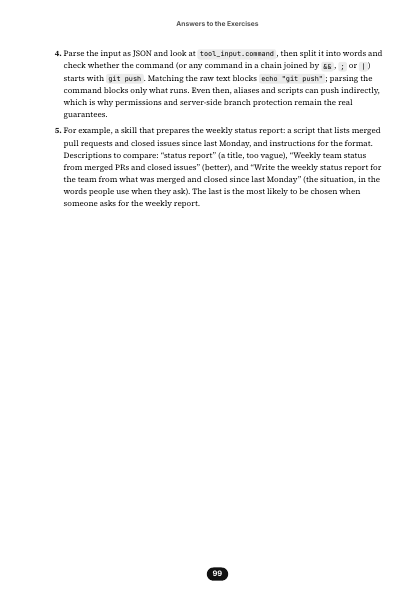 Answers to the Exercises
4. Parse the input as JSON and look at tool_input.command, then split it into words and
check whether the command (or any command in a chain joined by &&, ; or |)
starts with git push. Matching the raw text blocks echo "git push"; parsing the
command blocks only what runs. Even then, aliases and scripts can push indirectly,
which is why permissions and server-side branch protection remain the real
guarantees.
5. For example, a skill that prepares the weekly status report: a script that lists merged
pull requests and closed issues since last Monday, and instructions for the format.
Descriptions to compare: “status report” (a title, too vague), “Weekly team status
from merged PRs and closed issues” (better), and “Write the weekly status report for
the team from what was merged and closed since last Monday” (the situation, in the
words people use when they ask). The last is the most likely to be chosen when
someone asks for the weekly report.
99